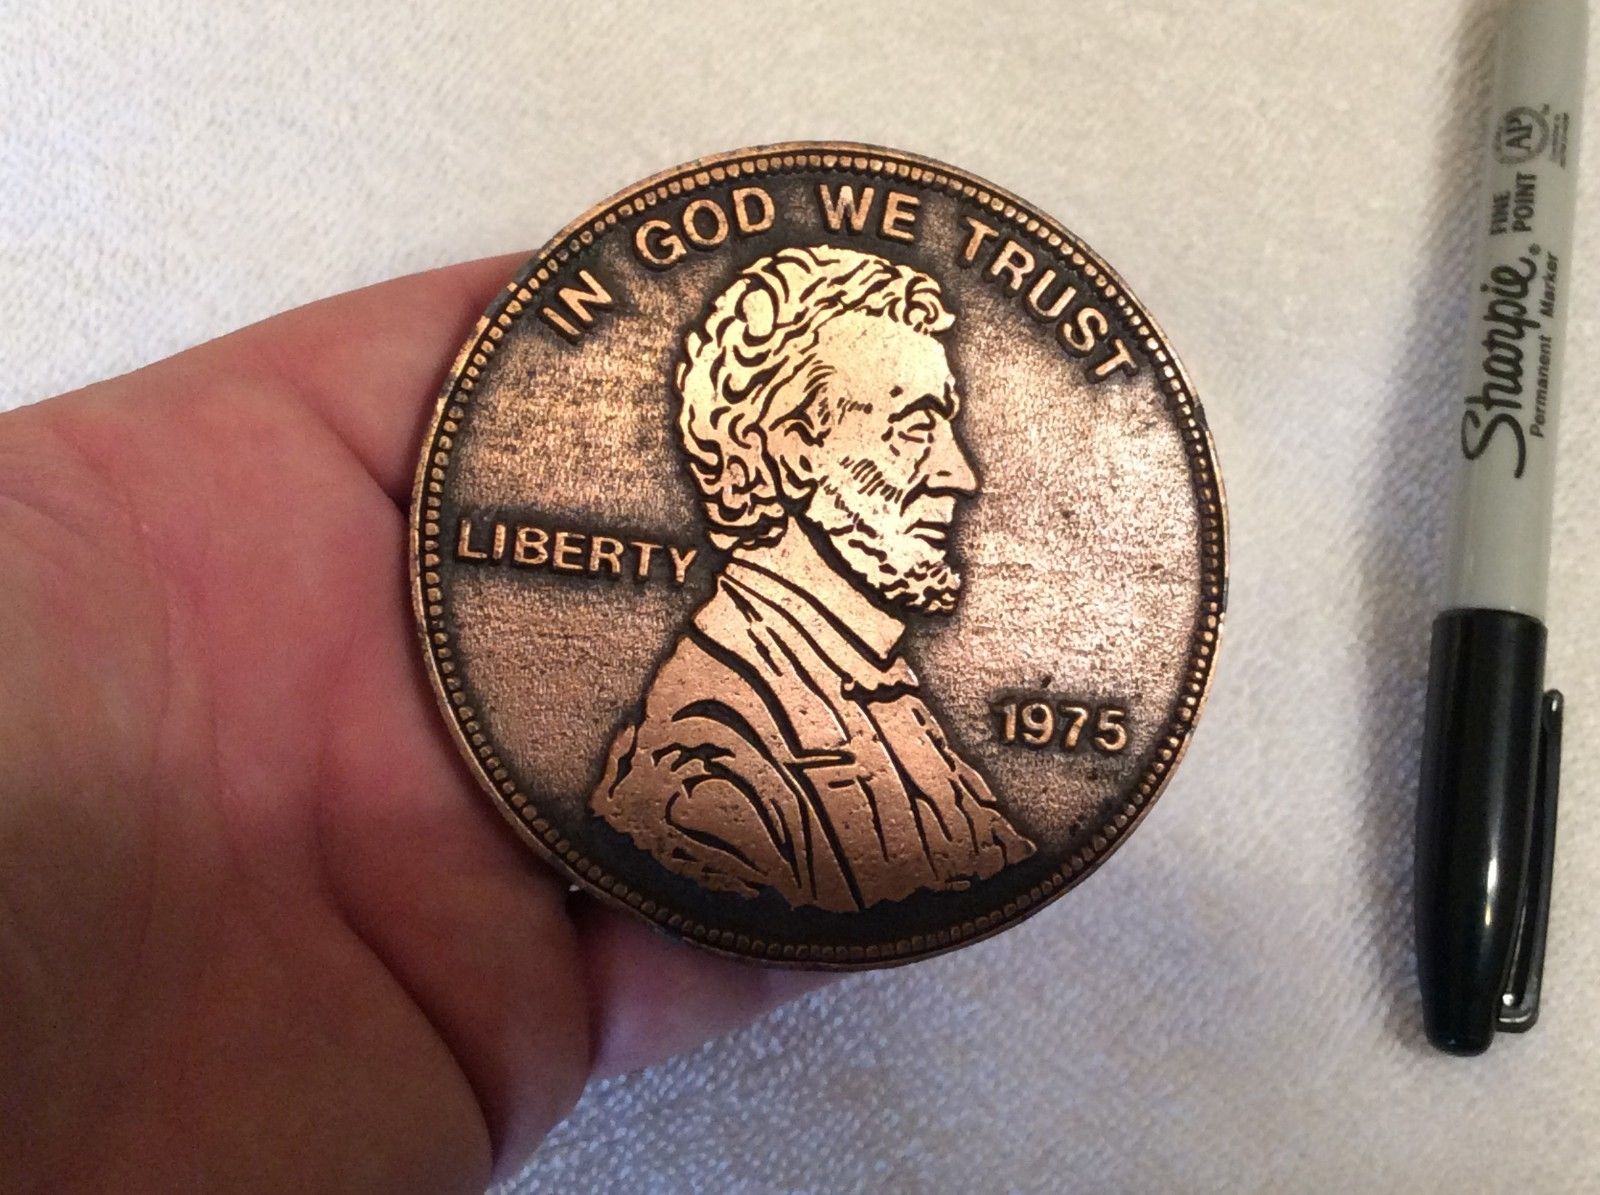 IN GOD WE TRUST
LIBERTY
1975
Sharpie®
FINE
POINT
Permanent Marker
AP